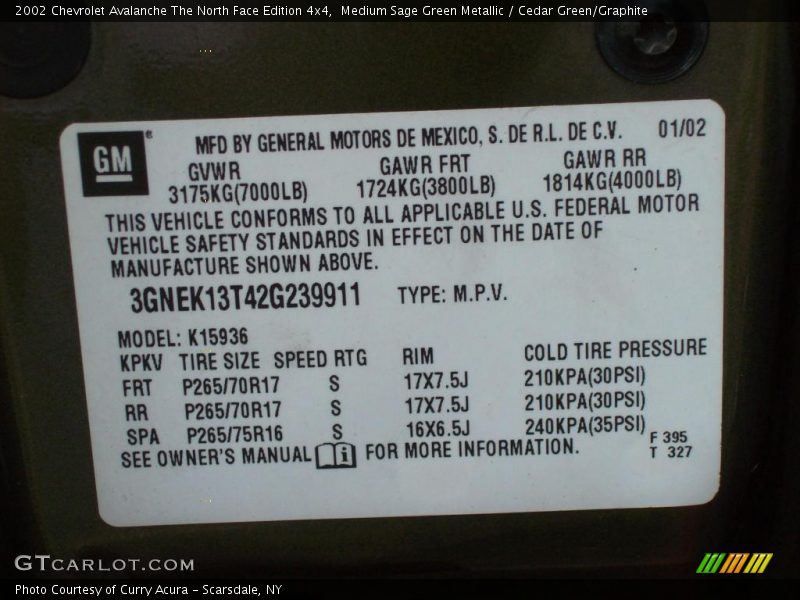 2002 Chevrolet Avalanche The North Face Edition 4x4,  Medium Sage Green Metallic / Cedar Green/Graphite
GM®
MFD BY GENERAL MOTORS DE MEXICO, S. DE R.L. DE C.V. 01/02
GVWR GAWR FRT GAWR RR
3175KG(7000LB) 1724KG(3800LB) 1814KG(4000LB)
THIS VEHICLE CONFORMS TO ALL APPLICABLE U.S. FEDERAL MOTOR
VEHICLE SAFETY STANDARDS IN EFFECT ON THE DATE OF
MANUFACTURE SHOWN ABOVE.
3GNEK13T42G239911 TYPE: M.P.V.
MODEL: K15936
KPKV TIRE SIZE SPEED RTG RIM COLD TIRE PRESSURE
FRT P265/70R17 S 17X7.5J 210KPA(30PSI)
RR P265/70R17 S 17X7.5J 210KPA(30PSI)
SPA P265/75R16 S 16X6.5J 240KPA(35PSI)
SEE OWNER'S MANUAL i FOR MORE INFORMATION.
F 395
T 327
GTCARLOT.COM
Photo Courtesy of Curry Acura - Scarsdale, NY